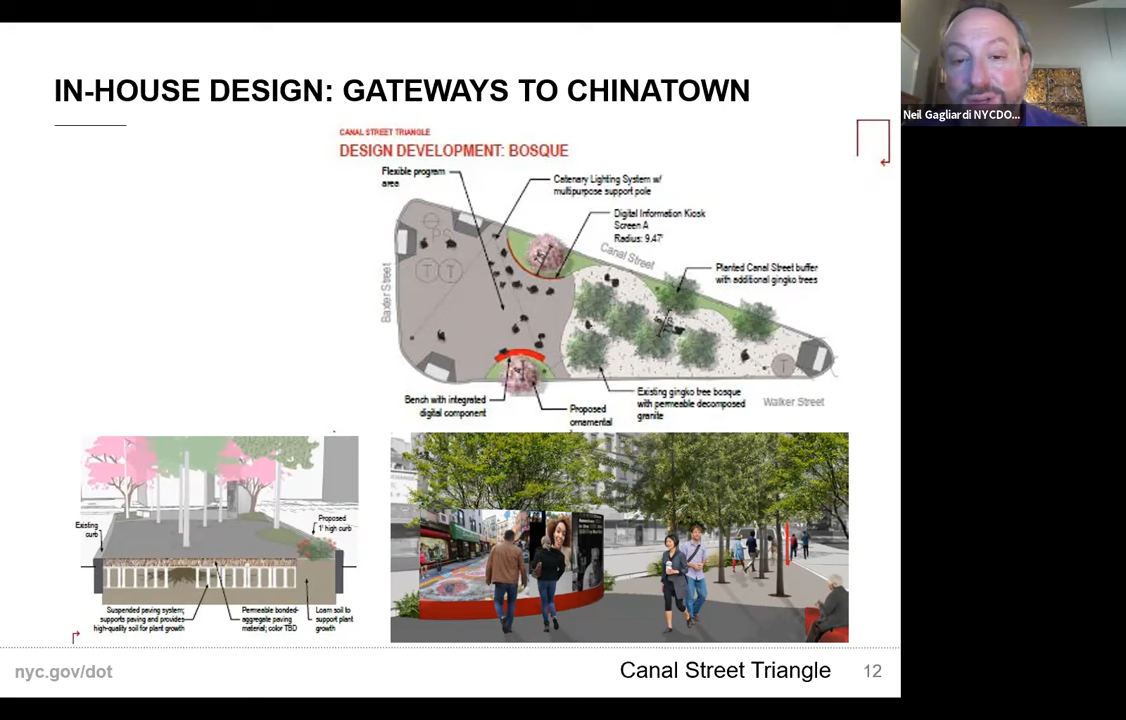 IN-HOUSE DESIGN: GATEWAYS TO CHINATOWN
Neil Gagliardi NYCDO...
CANAL STREET TRIANGLE
DESIGN DEVELOPMENT: BOSQUE
Flexible program
area
Catenary Lighting System w/
multipurpose support pole
Digital Information Kiosk
Screen A
Radius: 9.47'
Canal Street
Planted Canal Street buffer
with additional gingko trees
Baxter Street
T T
T
Bench with integrated
digital component
Proposed
ornamental
Existing gingko tree bosque
with permeable decomposed
granite
Walker Street
Existing
curb
Proposed
1' high curb
Suspended paving system;
supports paving and provides
high-quality soil for plant growth
Permeable bonded-
aggregate paving
material; color TBD
Loam soil to
support plant
growth
nyc.gov/dot
Canal Street Triangle
12